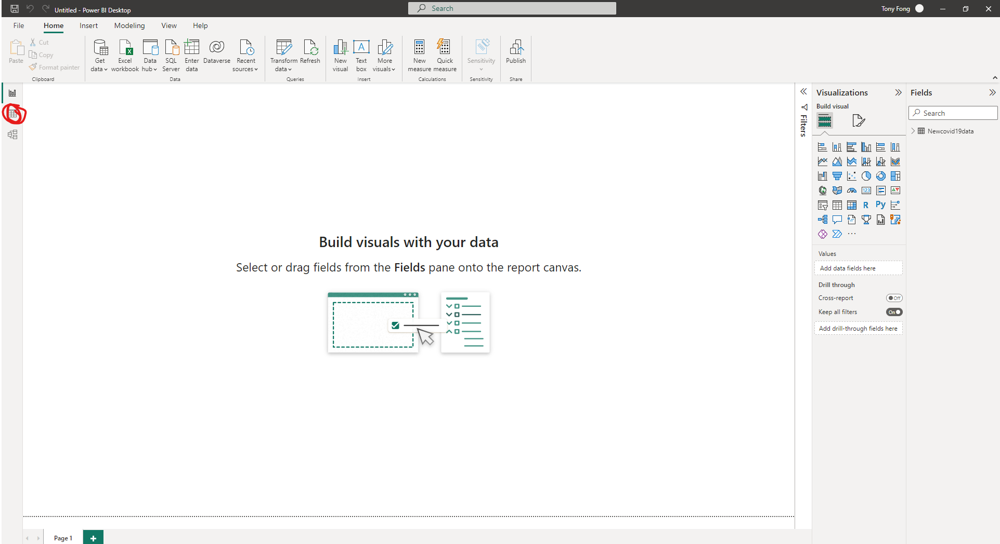 Untitled - Power BI Desktop
Search
Tony Fong
File Home Insert Modeling View Help
Paste
Cut
Copy
Format painter
Clipboard
Get data
Excel workbook
Data hub
SQL Server
Enter data
Dataverse
Recent sources
Data
Transform data
Refresh
Queries
New visual
Text box
More visuals
Insert
New measure
Quick measure
Calculations
Sensitivity
Sensitivity
Publish
Share
Build visuals with your data
Select or drag fields from the Fields pane onto the report canvas.
Filters
Visualizations
Build visual
123
R
Py
Values
Add data fields here
Drill through
Cross-report
Off
Keep all filters
On
Add drill-through fields here
Fields
Search
Newcovid19data
Page 1